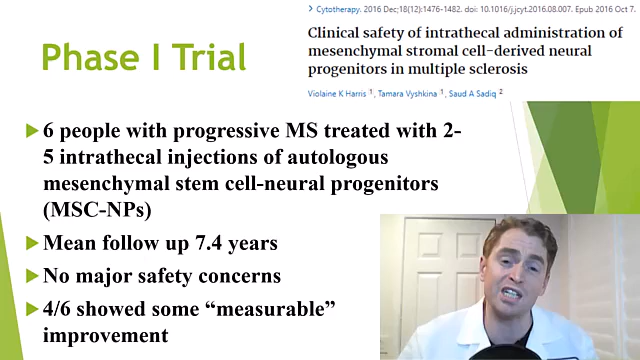 Cytotherapy. 2016 Dec;18(12):1476-1482. doi: 10.1016/j.jcyt.2016.08.007. Epub 2016 Oct 7.
Phase I Trial
Clinical safety of intrathecal administration of
mesenchymal stromal cell-derived neural
progenitors in multiple sclerosis
Violaine K Harris 1, Tamara Vyshkina 1, Saud A Sadiq 2
6 people with progressive MS treated with 2-
5 intrathecal injections of autologous
mesenchymal stem cell-neural progenitors
(MSC-NPs)
Mean follow up 7.4 years
No major safety concerns
4/6 showed some “measurable”
improvement